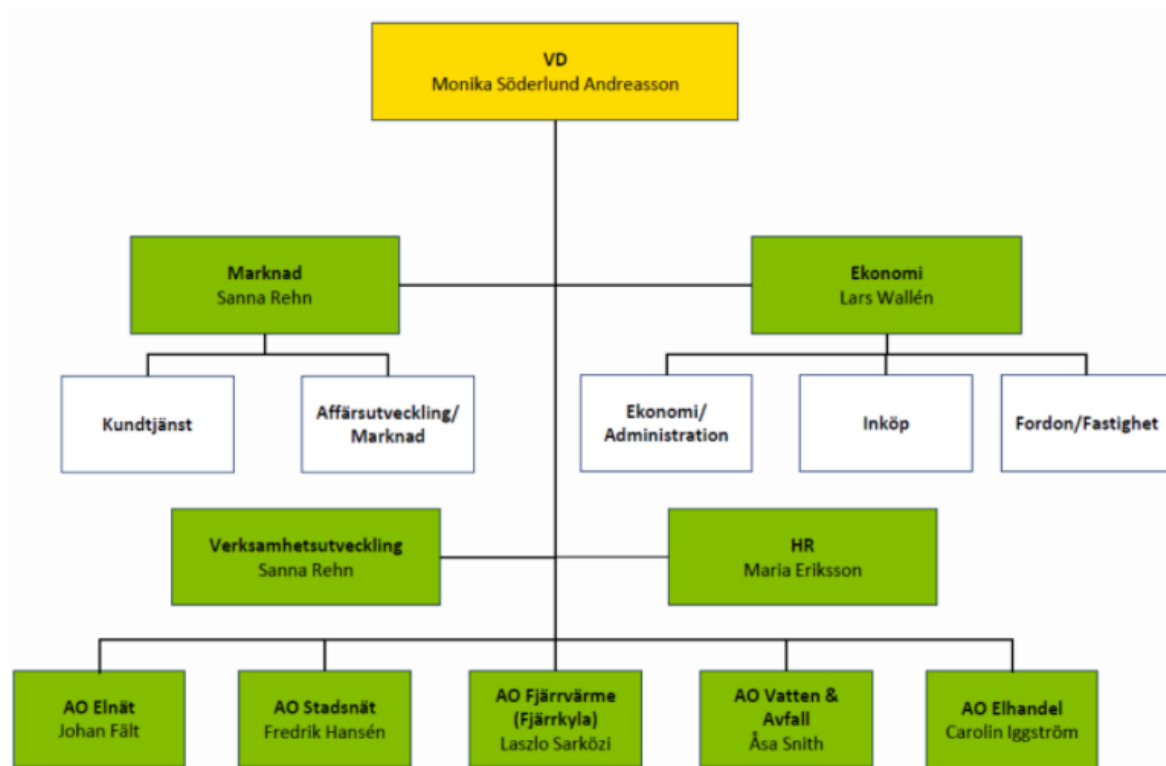 VD
Monika Söderlund Andreasson
Marknad
Sanna Rehn
Ekonomi
Lars Wallén
Kundtjänst
Affärsutveckling/
Marknad
Ekonomi/
Administration
Inköp
Fordon/Fastighet
Verksamhetsutveckling
Sanna Rehn
HR
Maria Eriksson
AO Elnät
Johan Fält
AO Stadsnät
Fredrik Hansén
AO Fjärrvärme
(Fjärrkyla)
Laszlo Sarközi
AO Vatten &
Avfall
Åsa Snith
AO Elhandel
Carolin Iggström